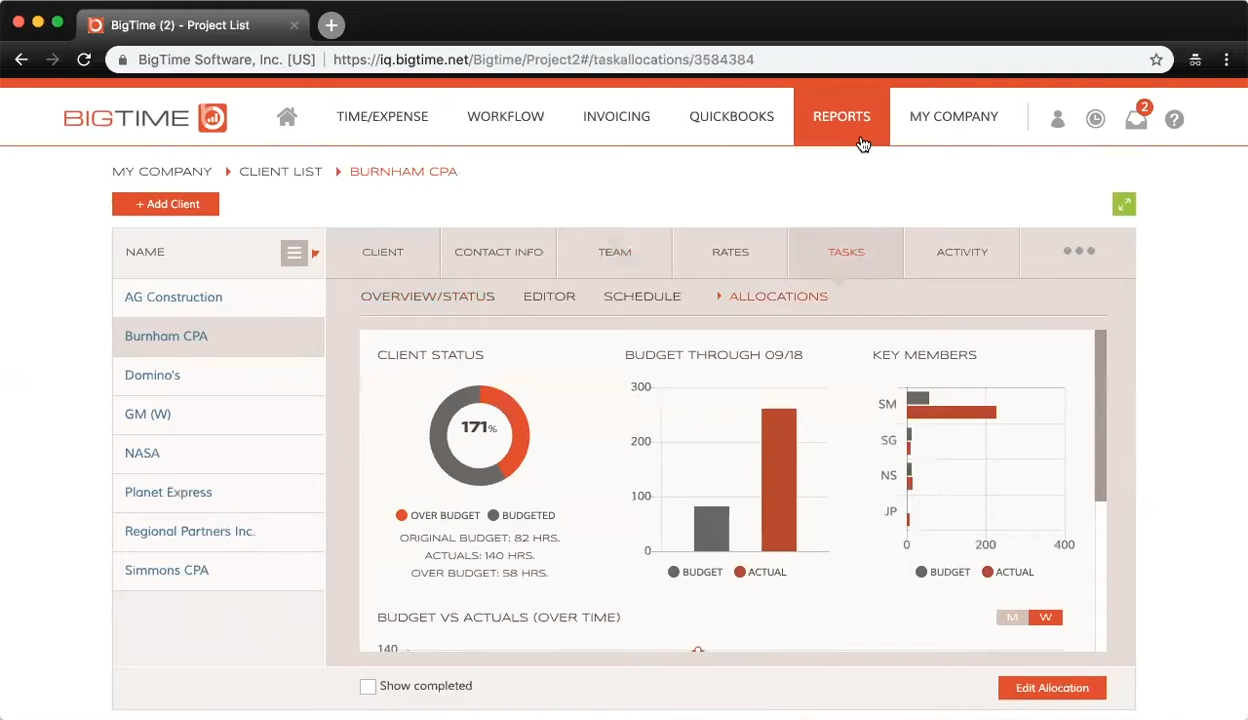 BigTime (2) - Project List
BigTime Software, Inc. [US] | https://iq.bigtime.net/Bigtime/Project2#/taskallocations/3584384
BIGTIME
TIME/EXPENSE
WORKFLOW
INVOICING
QUICKBOOKS
REPORTS
MY COMPANY
2
?
MY COMPANY CLIENT LIST BURNHAM CPA
+ Add Client
NAME
CLIENT
CONTACT INFO
TEAM
RATES
TASKS
ACTIVITY
AG Construction
Burnham CPA
Domino's
GM (W)
NASA
Planet Express
Regional Partners Inc.
Simmons CPA
OVERVIEW/STATUS
EDITOR
SCHEDULE
ALLOCATIONS
CLIENT STATUS
171%
OVER BUDGET BUDGETED
ORIGINAL BUDGET: 82 HRS.
ACTUALS: 140 HRS.
OVER BUDGET: 58 HRS.
BUDGET THROUGH 09/18
300
200
100
0
BUDGET ACTUAL
KEY MEMBERS
SM
SG
NS
JP
0 200 400
BUDGET ACTUAL
BUDGET VS ACTUALS (OVER TIME)
M W
140
Show completed
Edit Allocation